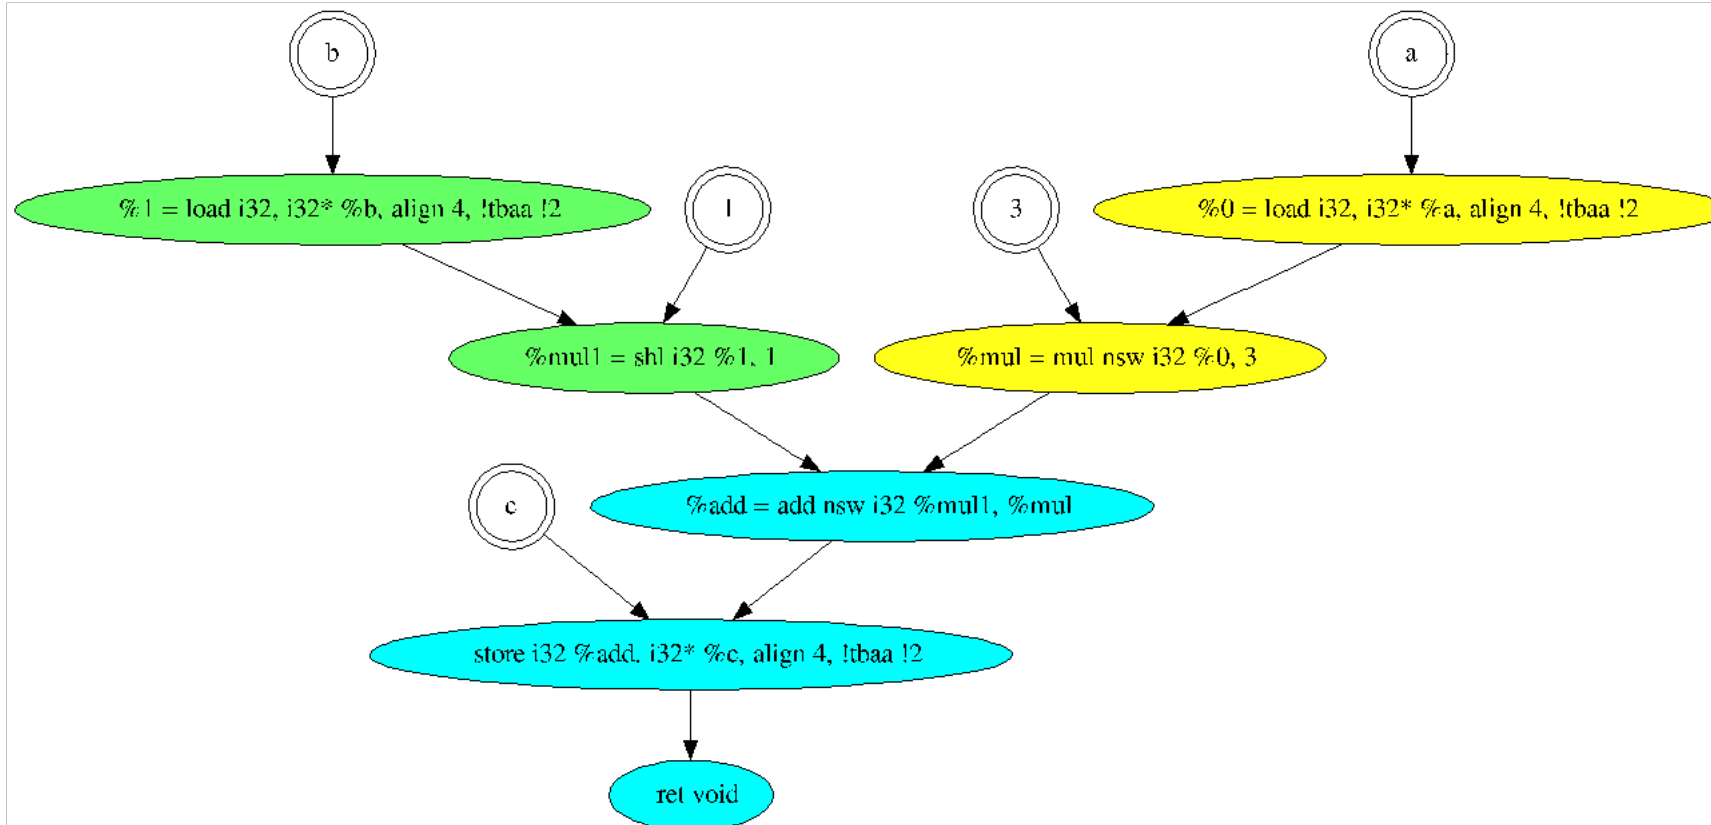 b
a
%1 = load i32, i32* %b, align 4, !tbaa !2
1
3
%0 = load i32, i32* %a, align 4, !tbaa !2
%mul1 = shl i32 %1, 1
%mul = mul nsw i32 %0, 3
c
%add = add nsw i32 %mul1, %mul
store i32 %add, i32* %c, align 4, !tbaa !2
ret void